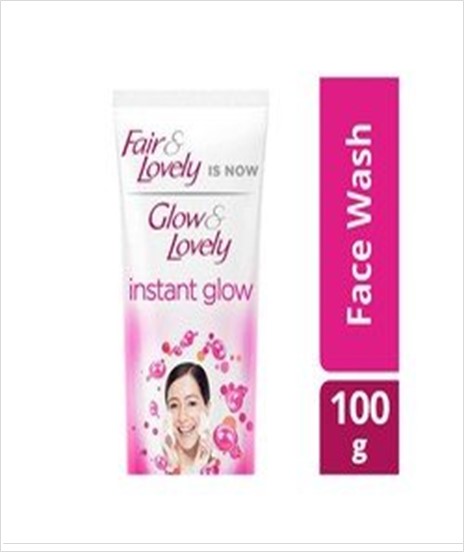 Fair &
Lovely IS NOW
Glow &
Lovely
instant glow
Face Wash
100
g